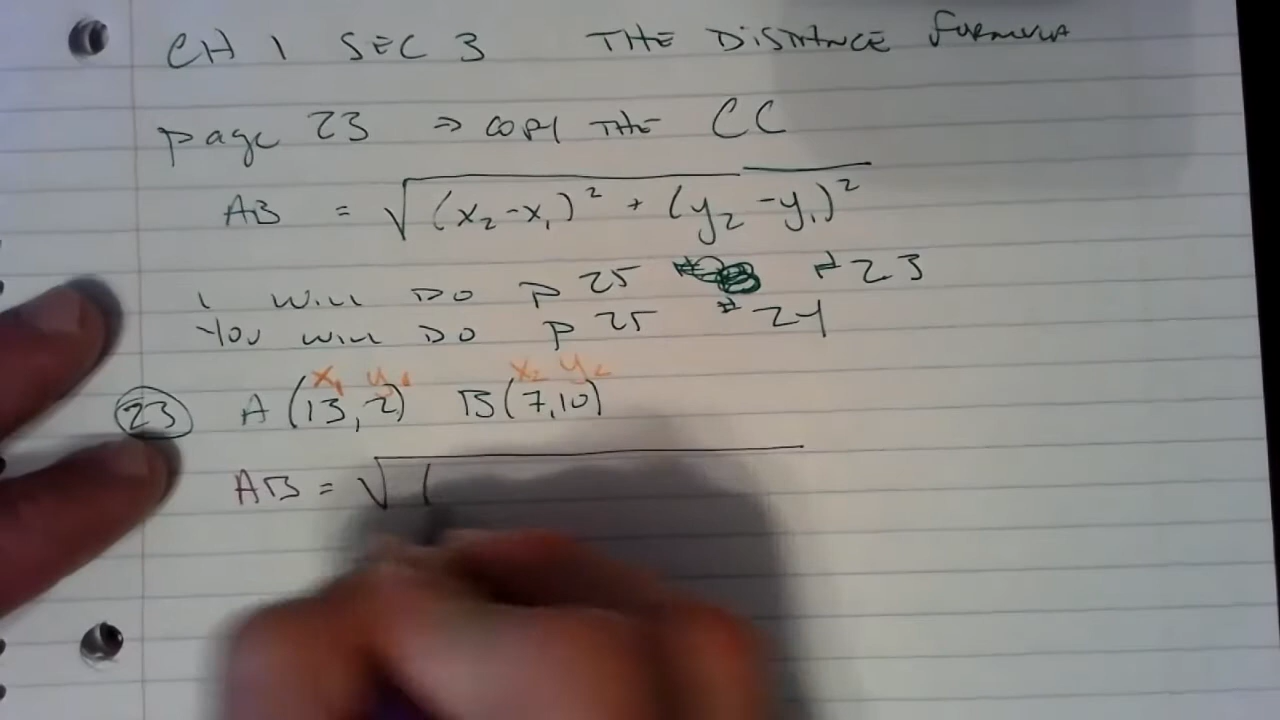 CH 1 SEC 3 THE DISTANCE FORMULA
page 23 ⇒ COPY THE CC
AB = √(x₂-x₁)² + (y₂-y₁)²
I WILL DO P 25 #23
YOU WILL DO P 25 #24
x₁ y₁ x₂ y₂
23 A(13,2) B(7,10)
AB = √(